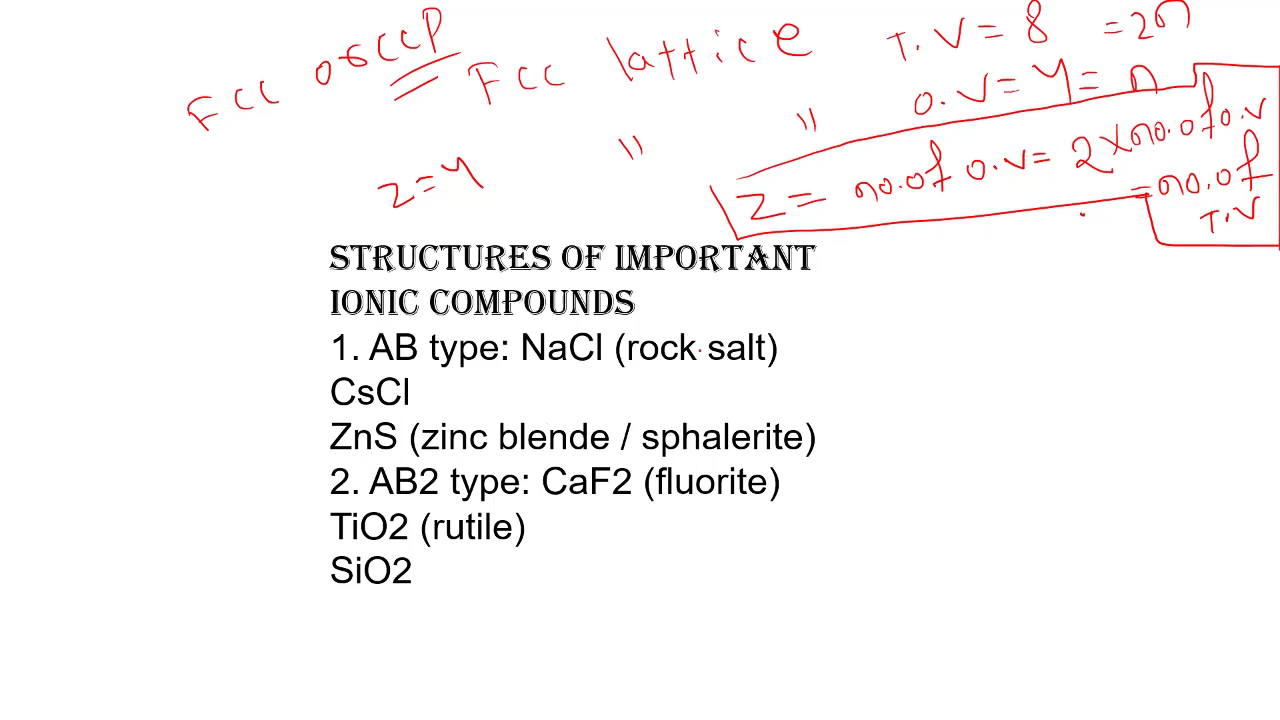 FCC or CCP
FCC lattice T.V = 8 = 2n
" " O.V = 4 = n
Z = 4
Z = no. of O.V = 2 × no. of O.V
= no. of
T.V
STRUCTURES OF IMPORTANT
IONIC COMPOUNDS
1. AB type: NaCl (rock salt)
CsCl
ZnS (zinc blende / sphalerite)
2. AB2 type: CaF2 (fluorite)
TiO2 (rutile)
SiO2